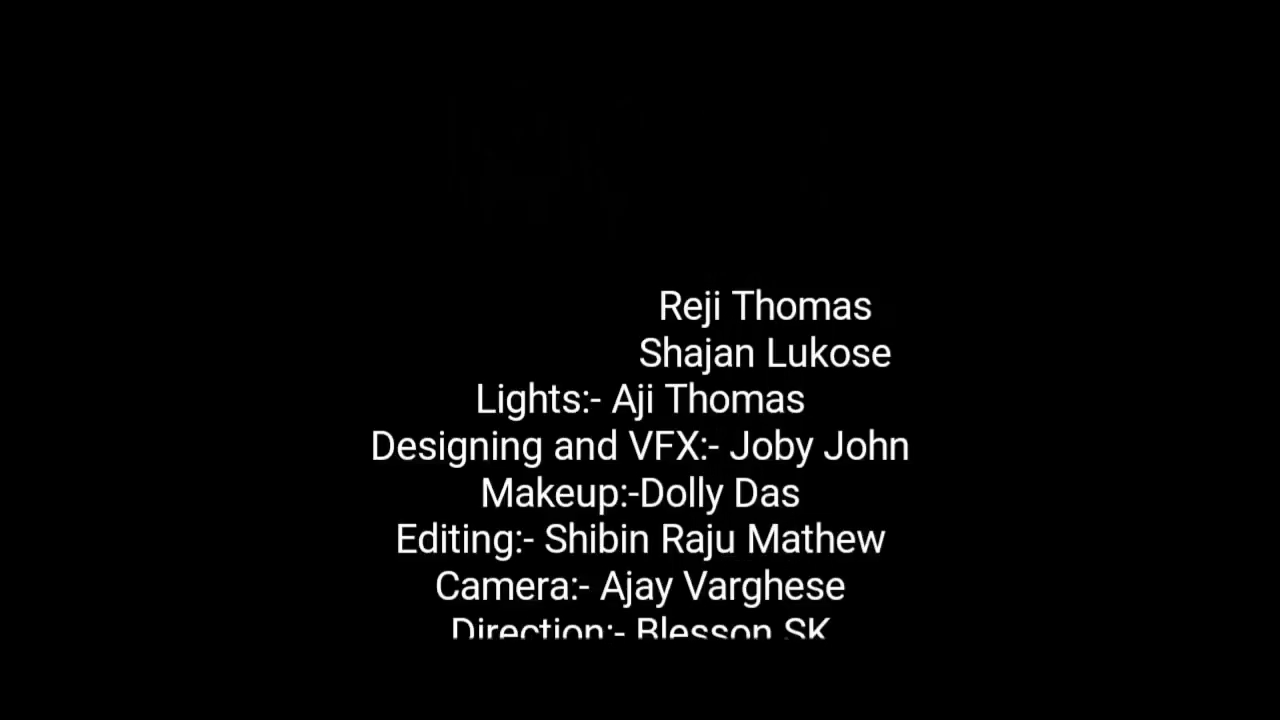 Reji Thomas
Shajan Lukose
Lights:- Aji Thomas
Designing and VFX:- Joby John
Makeup:-Dolly Das
Editing:- Shibin Raju Mathew
Camera:- Ajay Varghese
Direction:- Blesson SK